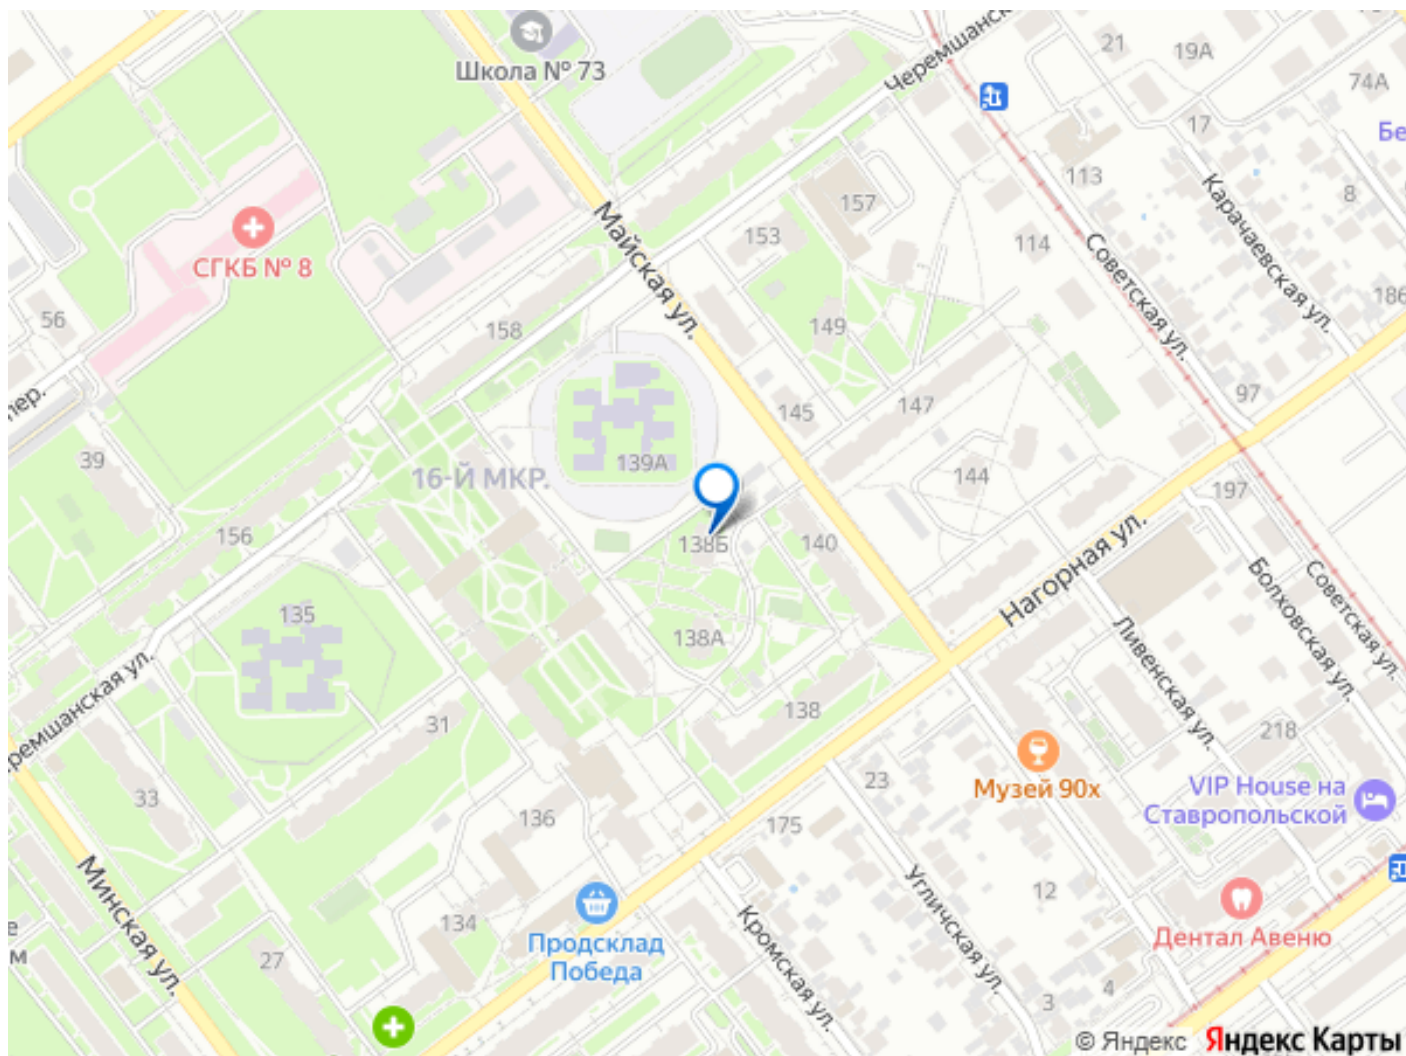 Школа № 73
Черемшанск
21
19А
74А
17
Бе
113
8
Карачаевская ул.
157
153
114
Майская ул.
Советская ул.
СГКБ № 8
186
56
149
158
пер.
97
145
147
39
139А
16-Й МКР.
144
197
156
138Б
140
Нагорная ул.
Болховская ул.
Советская ул.
135
138А
Ливенская ул.
ремшанская ул.
31
138
218
23
Музей 90х
VIP House на
Ставропольской
33
136
175
Минская ул.
12
Угличская ул.
134
Кромская ул.
Продсклад
Победа
Дентал Авеню
е
м
27
4
3
© Яндекс Яндекс Карты